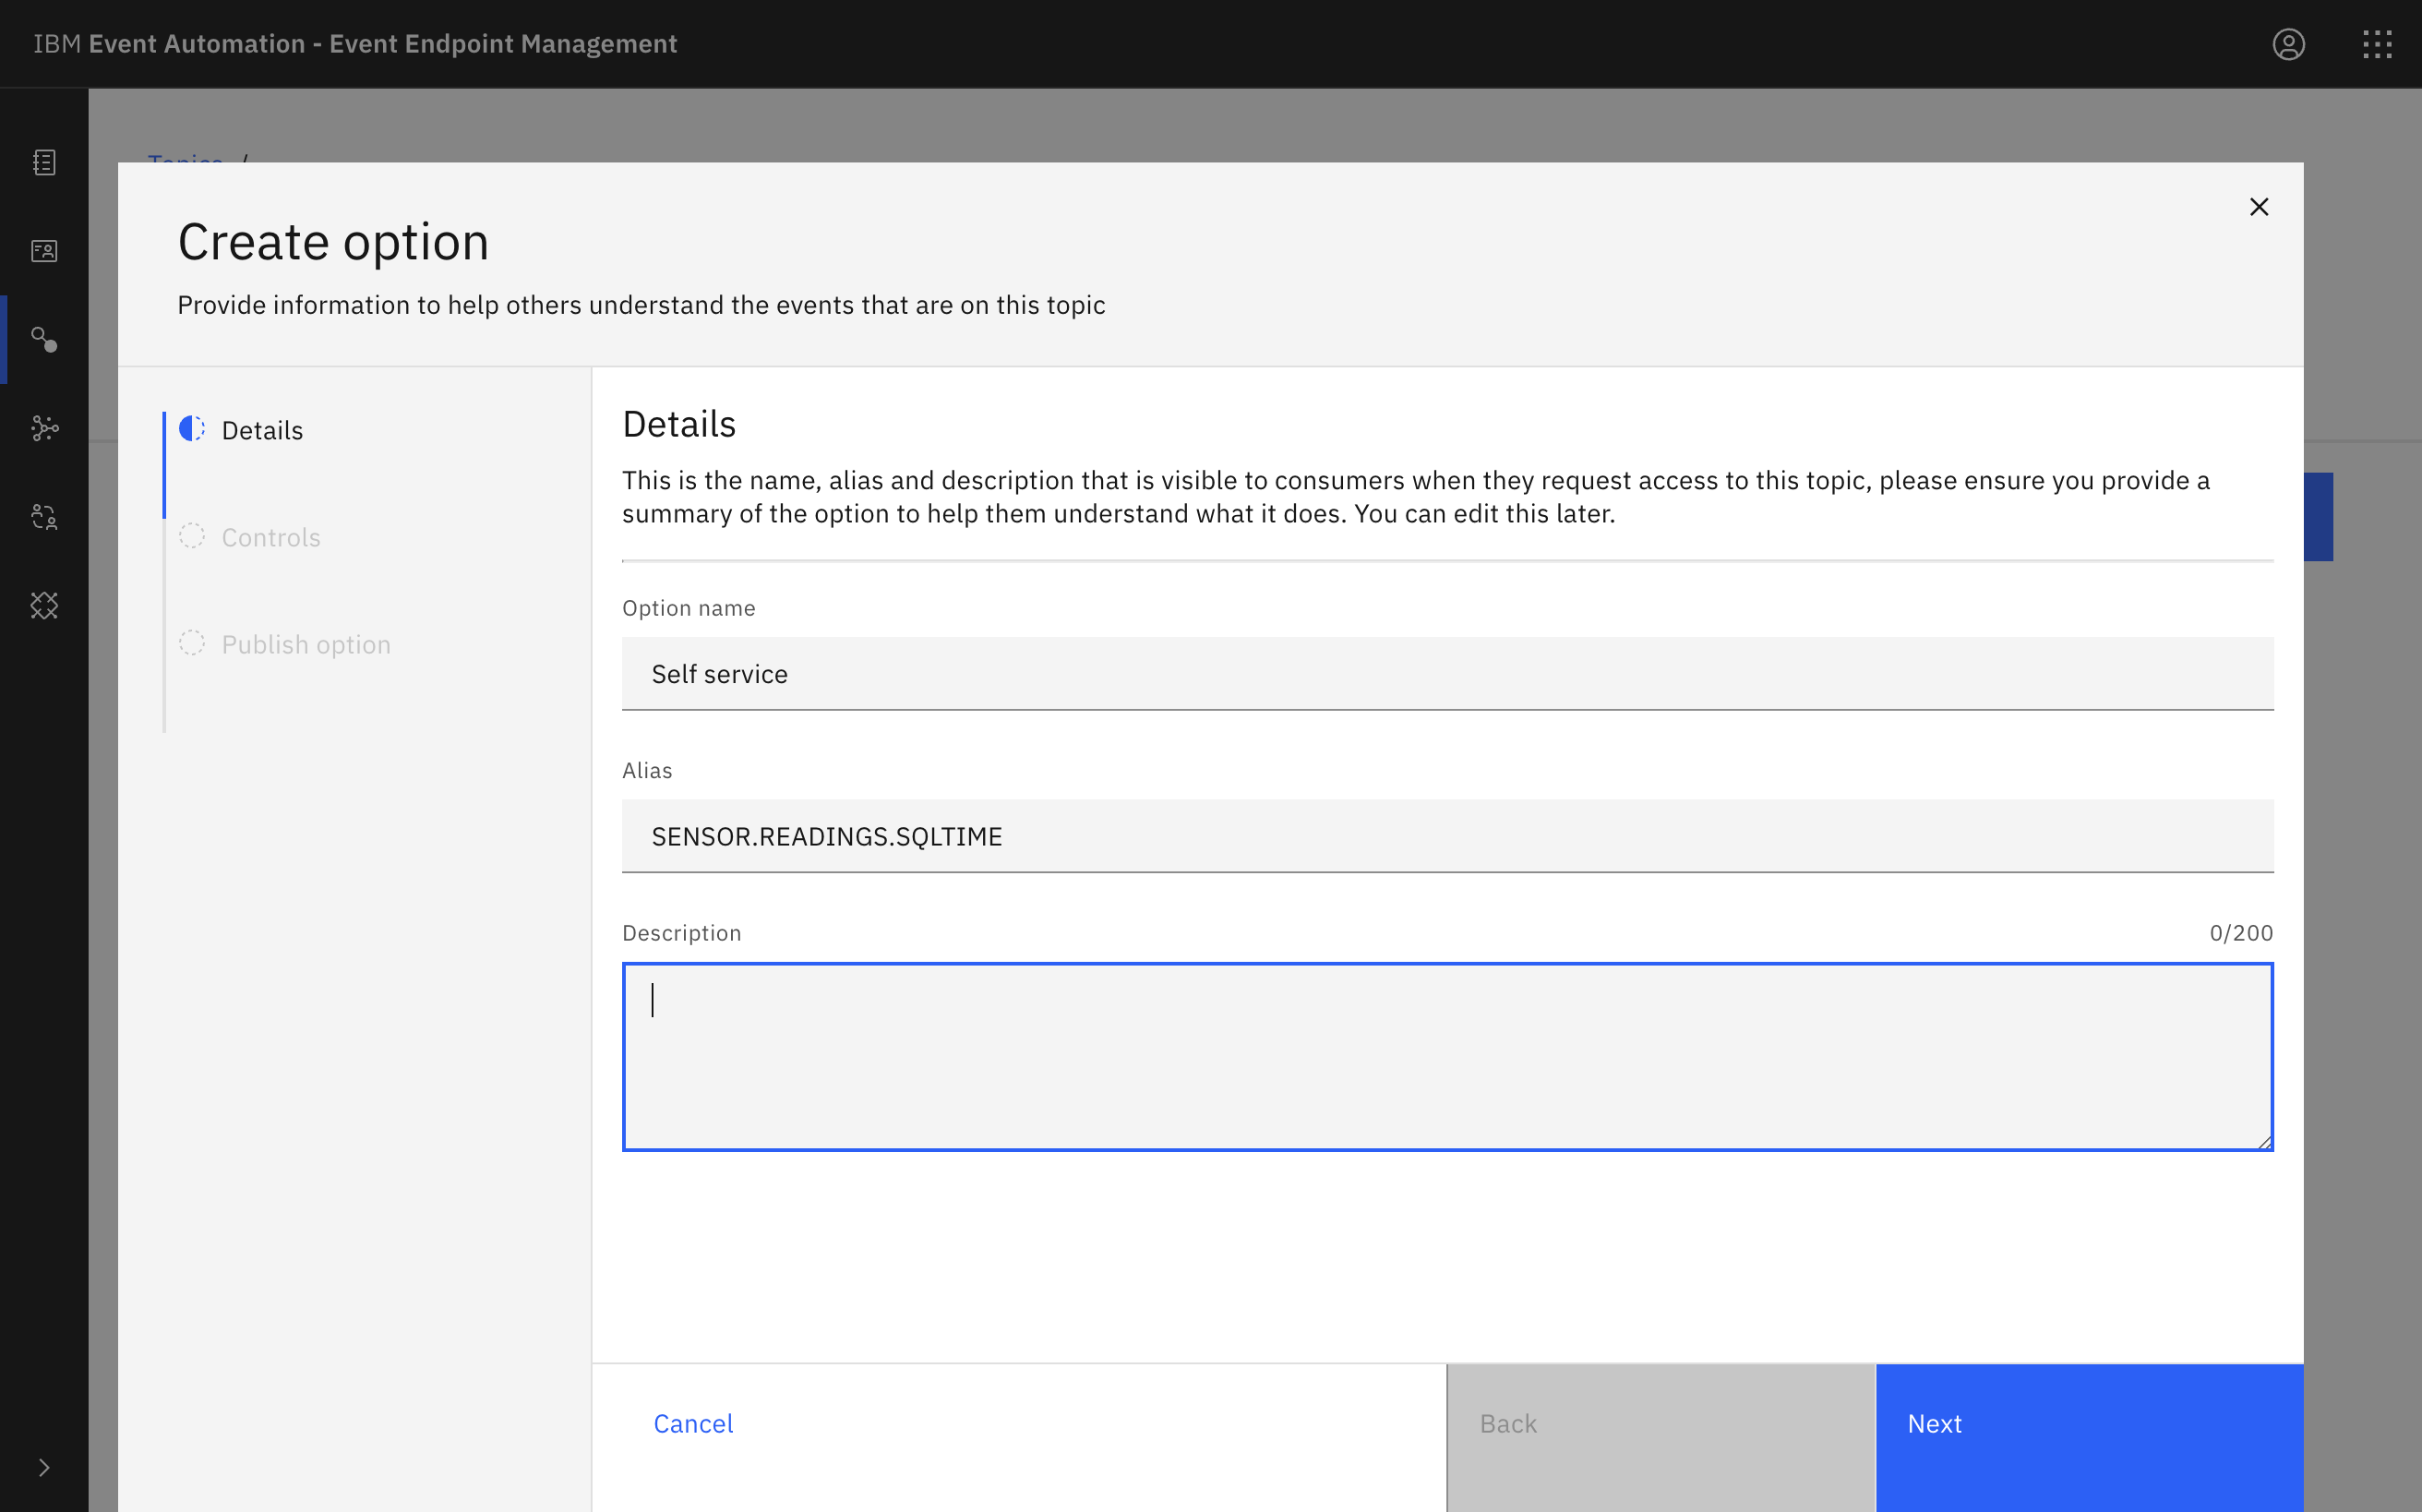 IBM Event Automation - Event Endpoint Management
Topics /
Create option
Provide information to help others understand the events that are on this topic
Details
Controls
Publish option
Details
This is the name, alias and description that is visible to consumers when they request access to this topic, please ensure you provide a
summary of the option to help them understand what it does. You can edit this later.
Option name
Self service
Alias
SENSOR.READINGS.SQLTIME
Description 0/200
Cancel
Back
Next